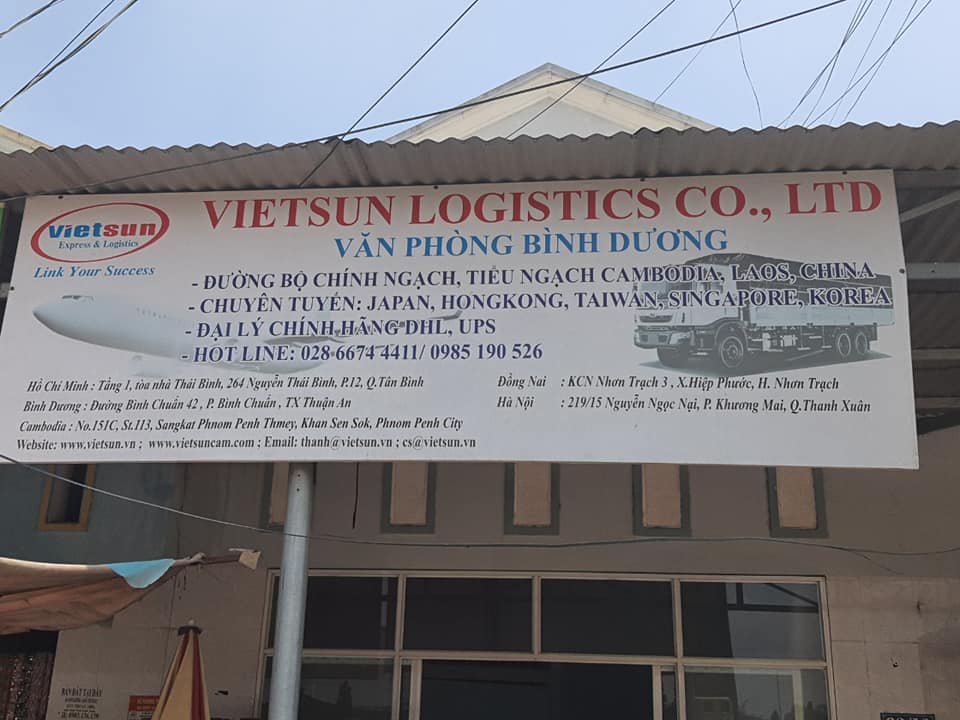 Vietsun
Express & Logistics
Link Your Success
VIETSUN LOGISTICS CO., LTD
VĂN PHÒNG BÌNH DƯƠNG
- ĐƯỜNG BỘ CHÍNH NGẠCH, TIỂU NGẠCH CAMBODIA, LAOS, CHINA
- CHUYÊN TUYẾN: JAPAN, HONGKONG, TAIWAN, SINGAPORE, KOREA
- ĐẠI LÝ CHÍNH HÃNG DHL, UPS
- HOT LINE: 028 6674 4411/ 0985 190 526
Hồ Chí Minh : Tầng 1, tòa nhà Thái Bình, 264 Nguyễn Thái Bình, P.12, Q.Tân Bình
Bình Dương : Đường Bình Chuẩn 42 , P. Bình Chuẩn , TX Thuận An
Cambodia : No.151C, St.113, Sangkat Phnom Penh Thmey, Khan Sen Sok, Phnom Penh City
Website: www.vietsun.vn ; www.vietsuncam.com ; Email: thanh@vietsun.vn ; cs@vietsun.vn
Đồng Nai : KCN Nhơn Trạch 3 , X.Hiệp Phước, H. Nhơn Trạch
Hà Nội : 219/15 Nguyễn Ngọc Nại, P. Khương Mai, Q.Thanh Xuân
BÁN ĐẤT TẠI ĐÂY